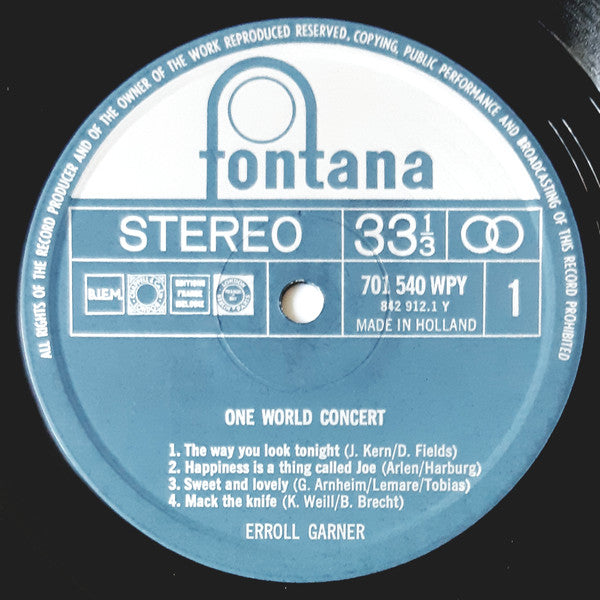 ALL RIGHTS OF THE RECORD PRODUCER AND OF THE OWNER OF THE WORK REPRODUCED RESERVED, COPYING, PUBLIC PERFORMANCE AND BROADCASTING OF THIS RECORD PROHIBITED
fontana
STEREO 33 1/3
B.I.E.M.
701 540 WPY
842 912.1 Y
MADE IN HOLLAND
1
ONE WORLD CONCERT
1. The way you look tonight (J. Kern/D. Fields)
2. Happiness is a thing called Joe (Arlen/Harburg)
3. Sweet and lovely (G. Arnheim/Lemare/Tobias)
4. Mack the knife (K. Weill/B. Brecht)
ERROLL GARNER